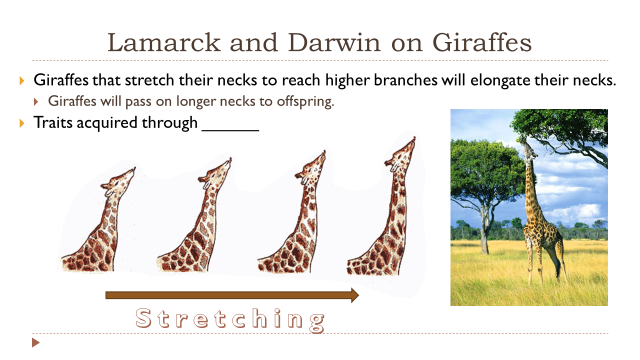 Lamarck and Darwin on Giraffes
Giraffes that stretch their necks to reach higher branches will elongate their necks.
Giraffes will pass on longer necks to offspring.
Traits acquired through ______
Stretching